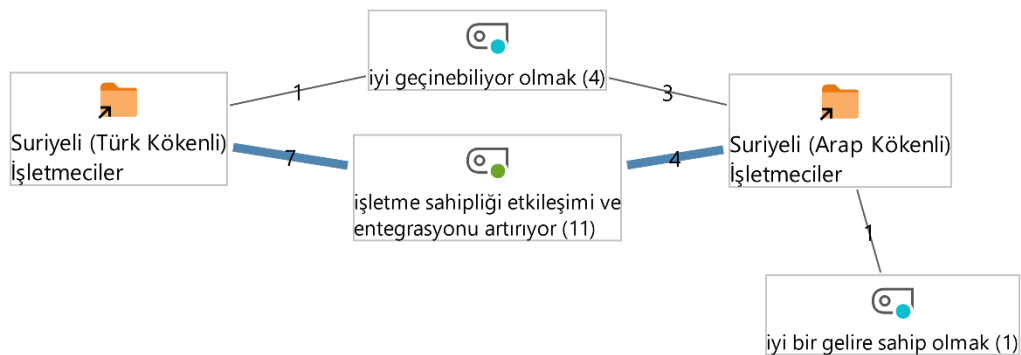 iyi geçinebiliyor olmak (4)
1
3
Suriyeli (Türk Kökenli)
İşletmeciler
Suriyeli (Arap Kökenli)
İşletmeciler
7
4
işletme sahipliği etkileşimi ve
entegrasyonu artırıyor (11)
1
iyi bir gelire sahip olmak (1)